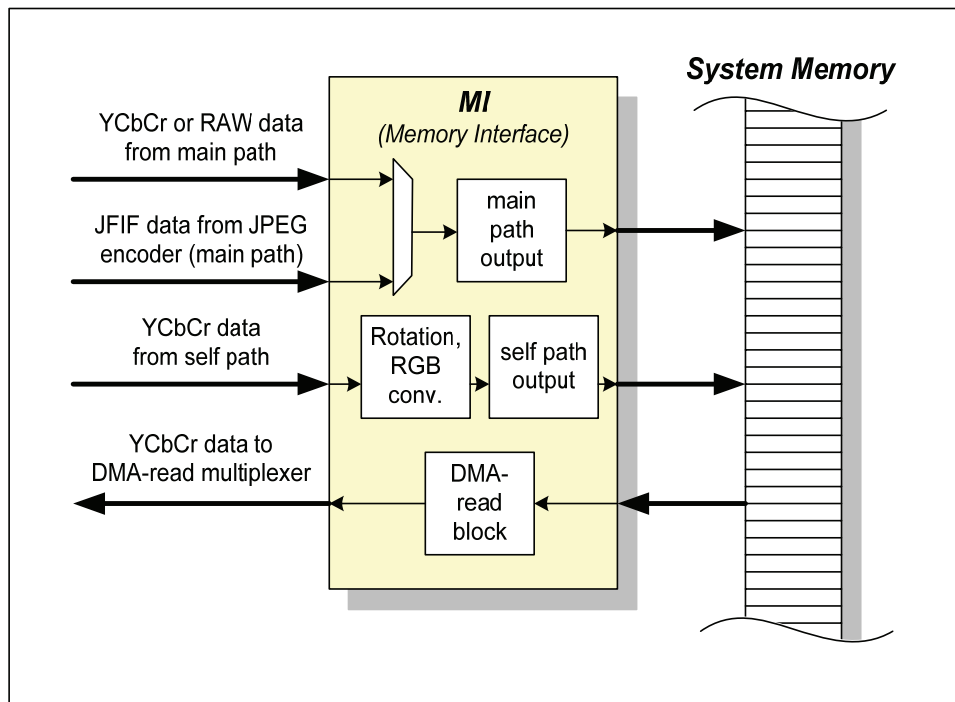 System Memory
MI
(Memory Interface)
YCbCr or RAW data
from main path
main
path
output
JFIF data from JPEG
encoder (main path)
YCbCr data
from self path
Rotation,
RGB
conv.
self path
output
YCbCr data to
DMA-read multiplexer
DMA-
read
block